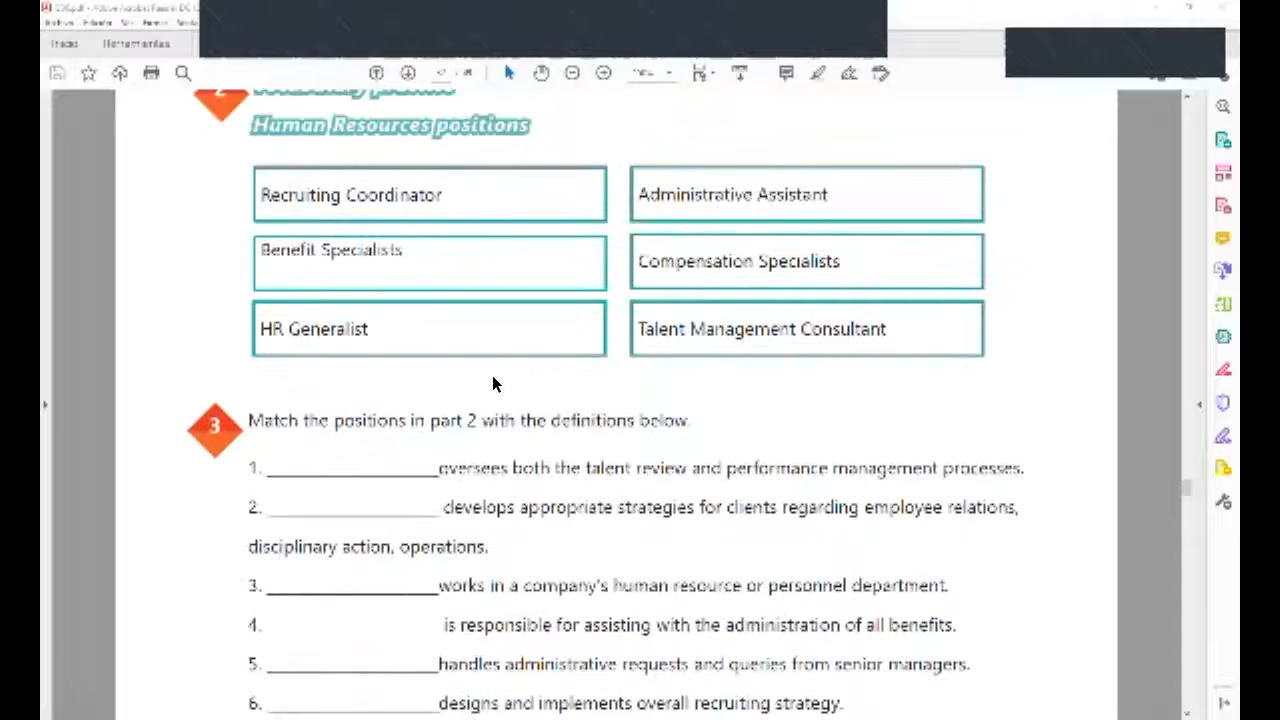 Human Resources positions
Recruiting Coordinator
Administrative Assistant
Benefit Specialists
Compensation Specialists
HR Generalist
Talent Management Consultant
3 Match the positions in part 2 with the definitions below.
1. ____________________oversees both the talent review and performance management processes.
2. ____________________ develops appropriate strategies for clients regarding employee relations,
disciplinary action, operations.
3. ____________________works in a company's human resource or personnel department.
4. is responsible for assisting with the administration of all benefits.
5. ____________________handles administrative requests and queries from senior managers.
6. ____________________designs and implements overall recruiting strategy.